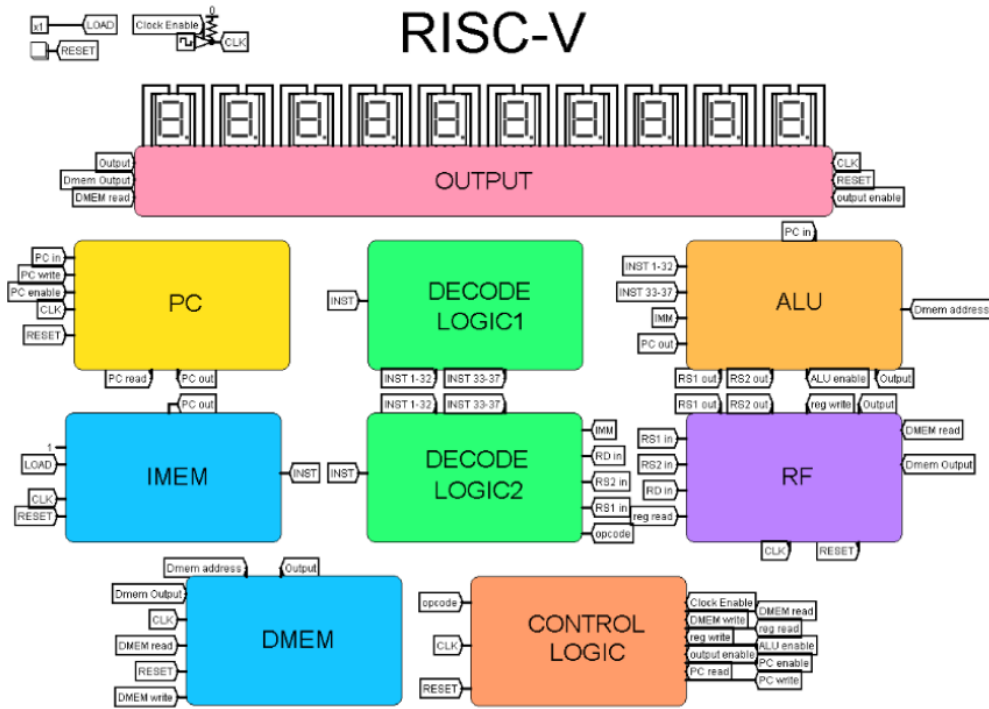 RISC-V
x1
LOAD
RESET
Clock Enable
0
CLK
OUTPUT
Output
Dmem Output
DMEM read
CLK
RESET
output enable
PC
PC in
PC write
PC enable
CLK
RESET
PC read
PC out
DECODE
LOGIC1
INST
INST 1-32
INST 33-37
ALU
PC in
INST 1-32
INST 33-37
IMM
PC out
Dmem address
RS1 out
RS2 out
ALU enable
Output
IMEM
PC out
1
LOAD
CLK
RESET
INST
DECODE
LOGIC2
INST 1-32
INST 33-37
INST
IMM
RD in
RS2 in
RS1 in
opcode
RF
RS1 out
RS2 out
reg write
Output
RS1 in
RS2 in
RD in
reg read
DMEM read
Dmem Output
CLK
RESET
DMEM
Dmem address
Output
Dmem Output
CLK
DMEM read
RESET
DMEM write
CONTROL
LOGIC
opcode
CLK
RESET
Clock Enable
DMEM read
DMEM write
reg read
reg write
ALU enable
output enable
PC enable
PC read
PC write